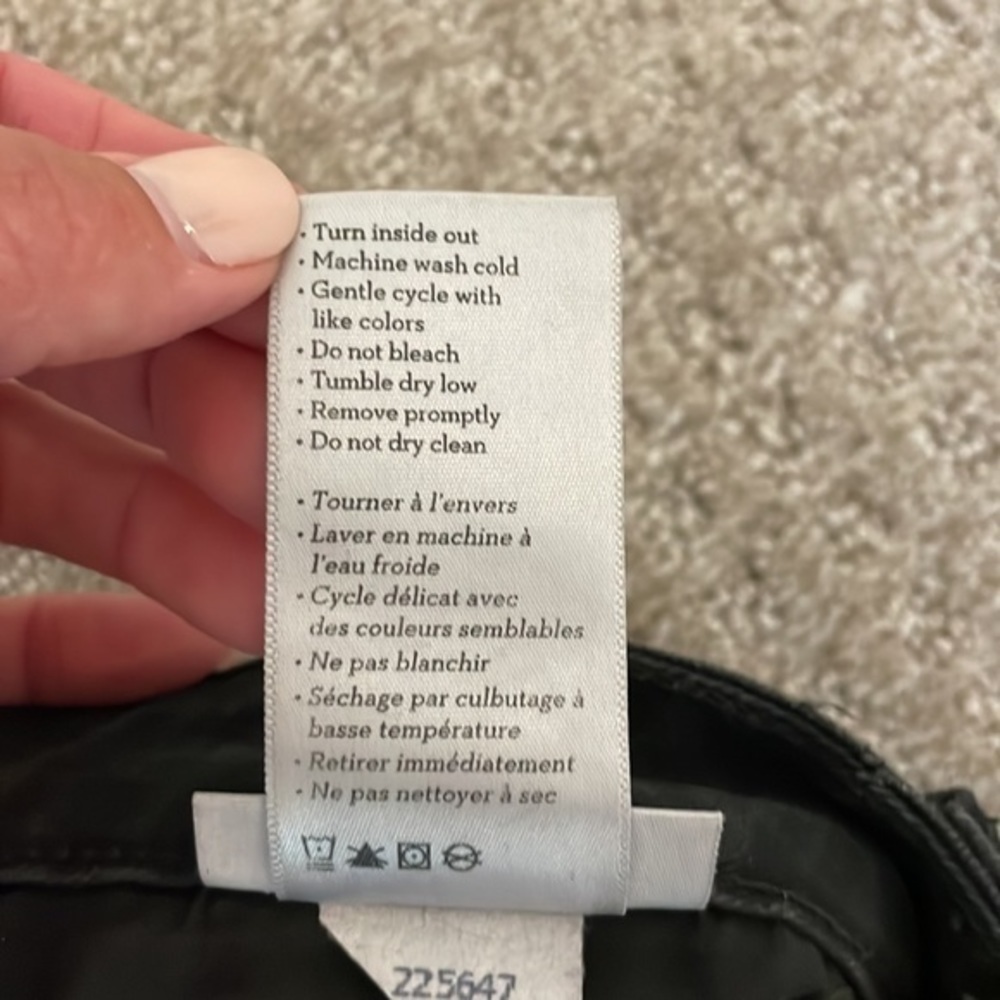 • Turn inside out
• Machine wash cold
• Gentle cycle with
like colors
• Do not bleach
• Tumble dry low
• Remove promptly
• Do not dry clean
• Tourner à l'envers
• Laver en machine à
l'eau froide
• Cycle délicat avec
des couleurs semblables
• Ne pas blanchir
• Séchage par culbutage à
basse température
• Retirer immédiatement
• Ne pas nettoyer à sec
225647